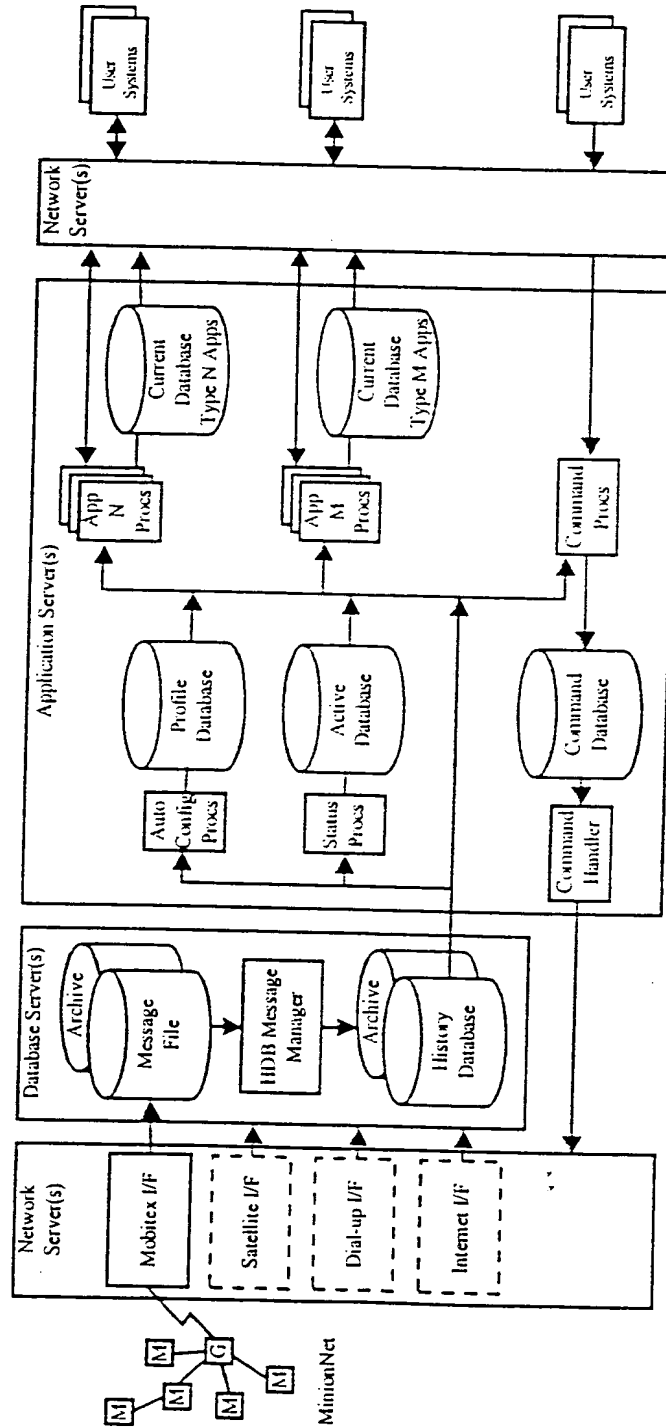 MinionNet
M
M
M
M
M
G
Network
Server(s)
Mobitex I/F
Satellite I/F
Dial-up I/F
Internet I/F
Database Server(s)
Archive
Message
File
HDB Message
Manager
Archive
History
Database
Application Server(s)
Auto
Config
Procs
Profile
Database
Status
Procs
Active
Database
Command
Handler
Command
Database
Command
Procs
App
N
Procs
Current
Database
Type N Apps
App
M
Procs
Current
Database
Type M Apps
Network
Server(s)
User
Systems
User
Systems
User
Systems